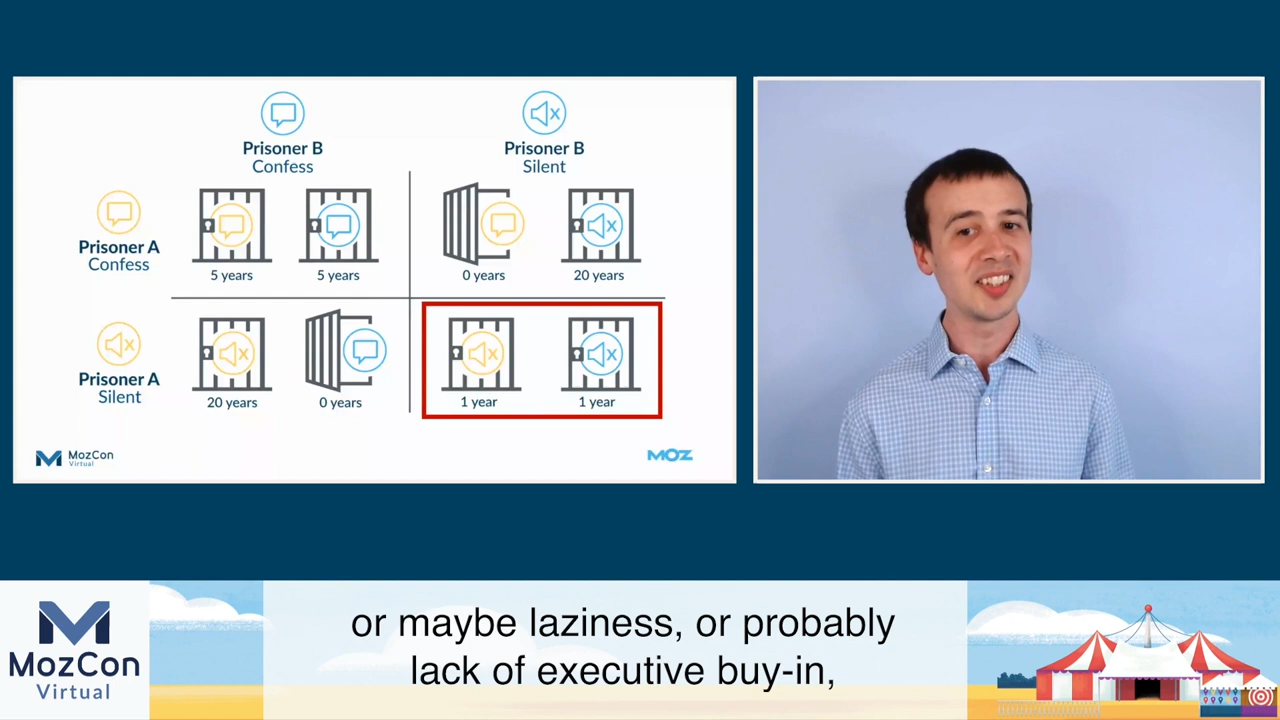 Prisoner B
Confess
Prisoner B
Silent
Prisoner A
Confess
5 years
5 years
0 years
20 years
Prisoner A
Silent
20 years
0 years
1 year
1 year
MozCon
Virtual
MOZ
MozCon
Virtual
or maybe laziness, or probably
lack of executive buy-in,